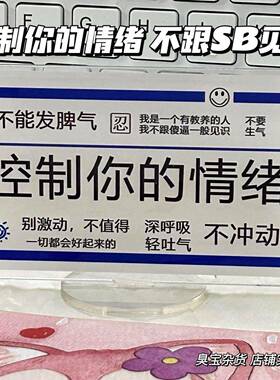 制你的情绪 不跟SB见
不能发脾气
忍
我是一个有教养的人
我不跟傻逼一般见识
不要
生气
控制你的情绪
别激动，不值得
一切都会好起来的
深呼吸
轻吐气
不冲动
臭宝杂货 店铺